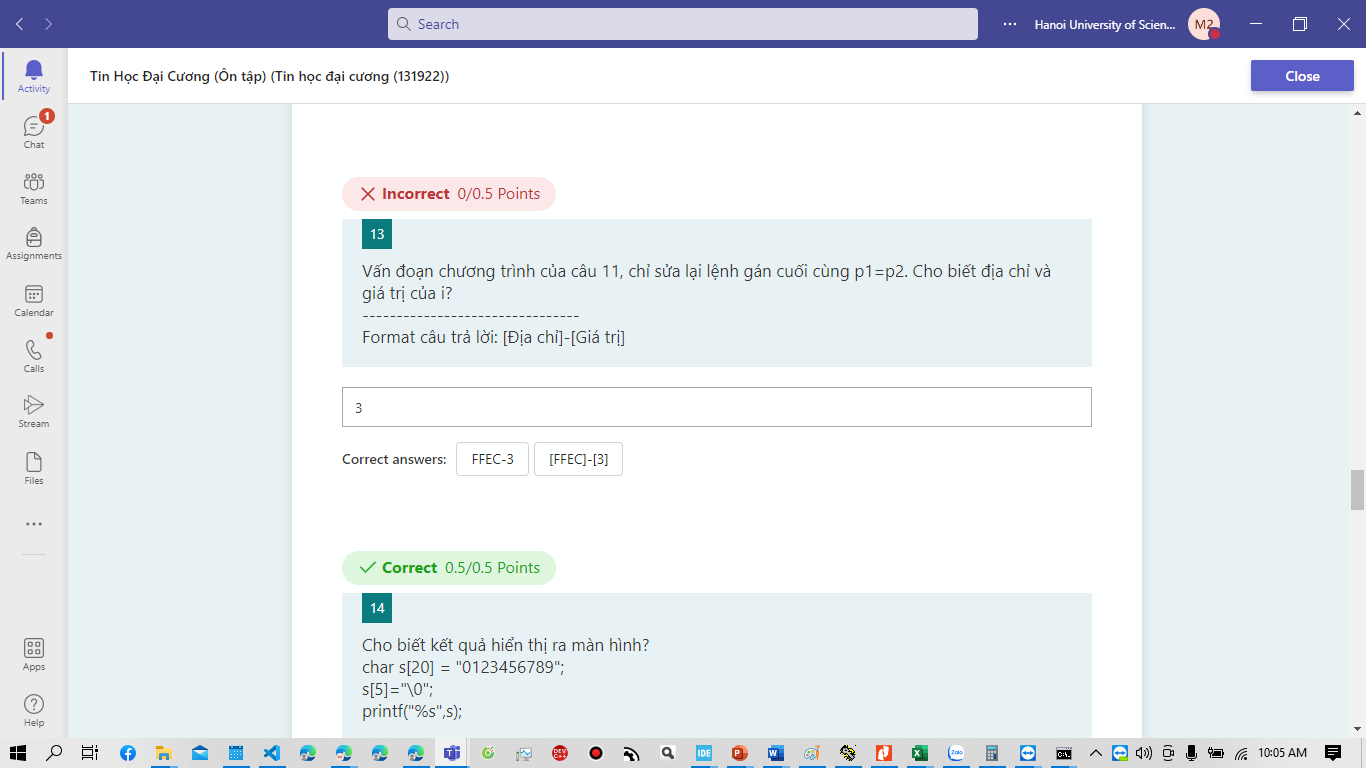 Search
Hanoi University of Scien...
M2
Activity
Tin Học Đại Cương (Ôn tập) (Tin học đại cương (131922))
Close
1
Chat
Teams
Assignments
Calendar
Calls
Stream
Files
Apps
Help
Incorrect 0/0.5 Points
13
Vấn đoạn chương trình của câu 11, chỉ sửa lại lệnh gán cuối cùng p1=p2. Cho biết địa chỉ và
giá trị của i?
--------------------------------
Format câu trả lời: [Địa chỉ]-[Giá trị]
3
Correct answers: FFEC-3 [FFEC]-[3]
Correct 0.5/0.5 Points
14
Cho biết kết quả hiển thị ra màn hình?
char s[20] = "0123456789";
s[5]="\0";
printf("%s",s);
10:05 AM